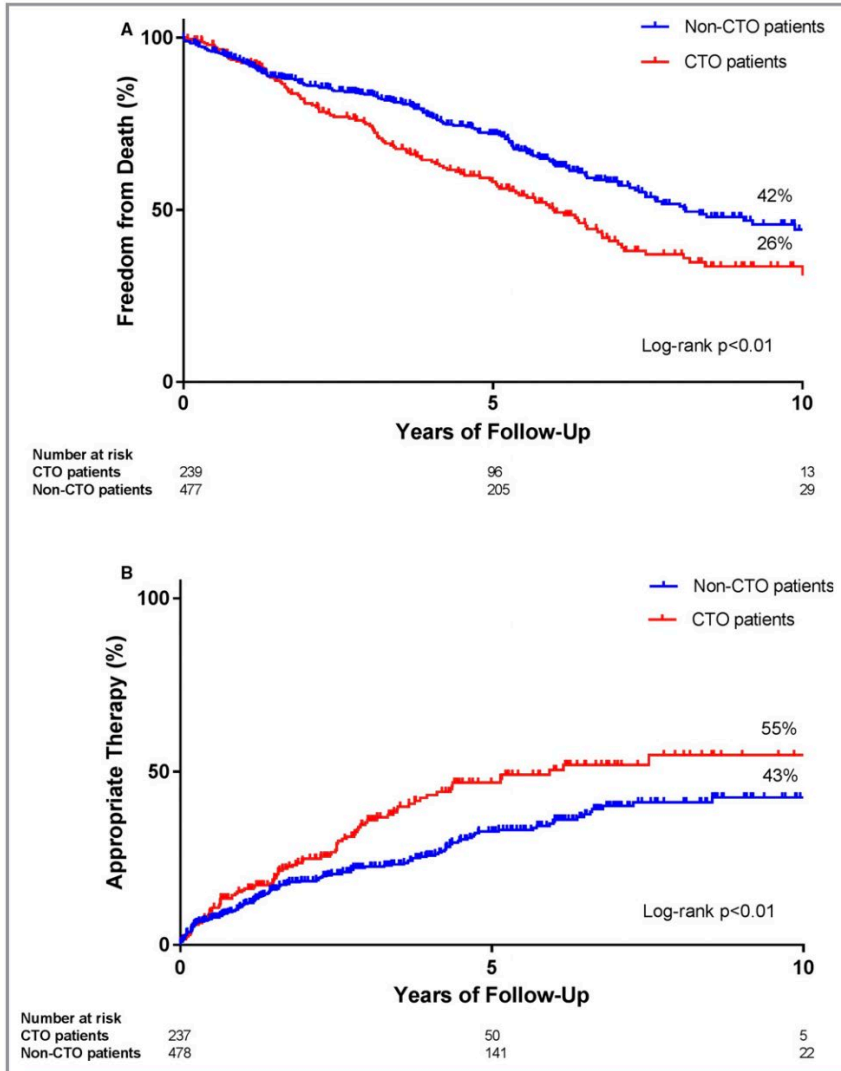 A
Non-CTO patients
CTO patients
Freedom from Death (%)
100
50
0
42%
26%
Log-rank p<0.01
0 5 10
Years of Follow-Up
Number at risk
CTO patients 239 96 13
Non-CTO patients 477 205 29
B
Non-CTO patients
CTO patients
Appropriate Therapy (%)
100
50
0
55%
43%
Log-rank p<0.01
0 5 10
Years of Follow-Up
Number at risk
CTO patients 237 50 5
Non-CTO patients 478 141 22